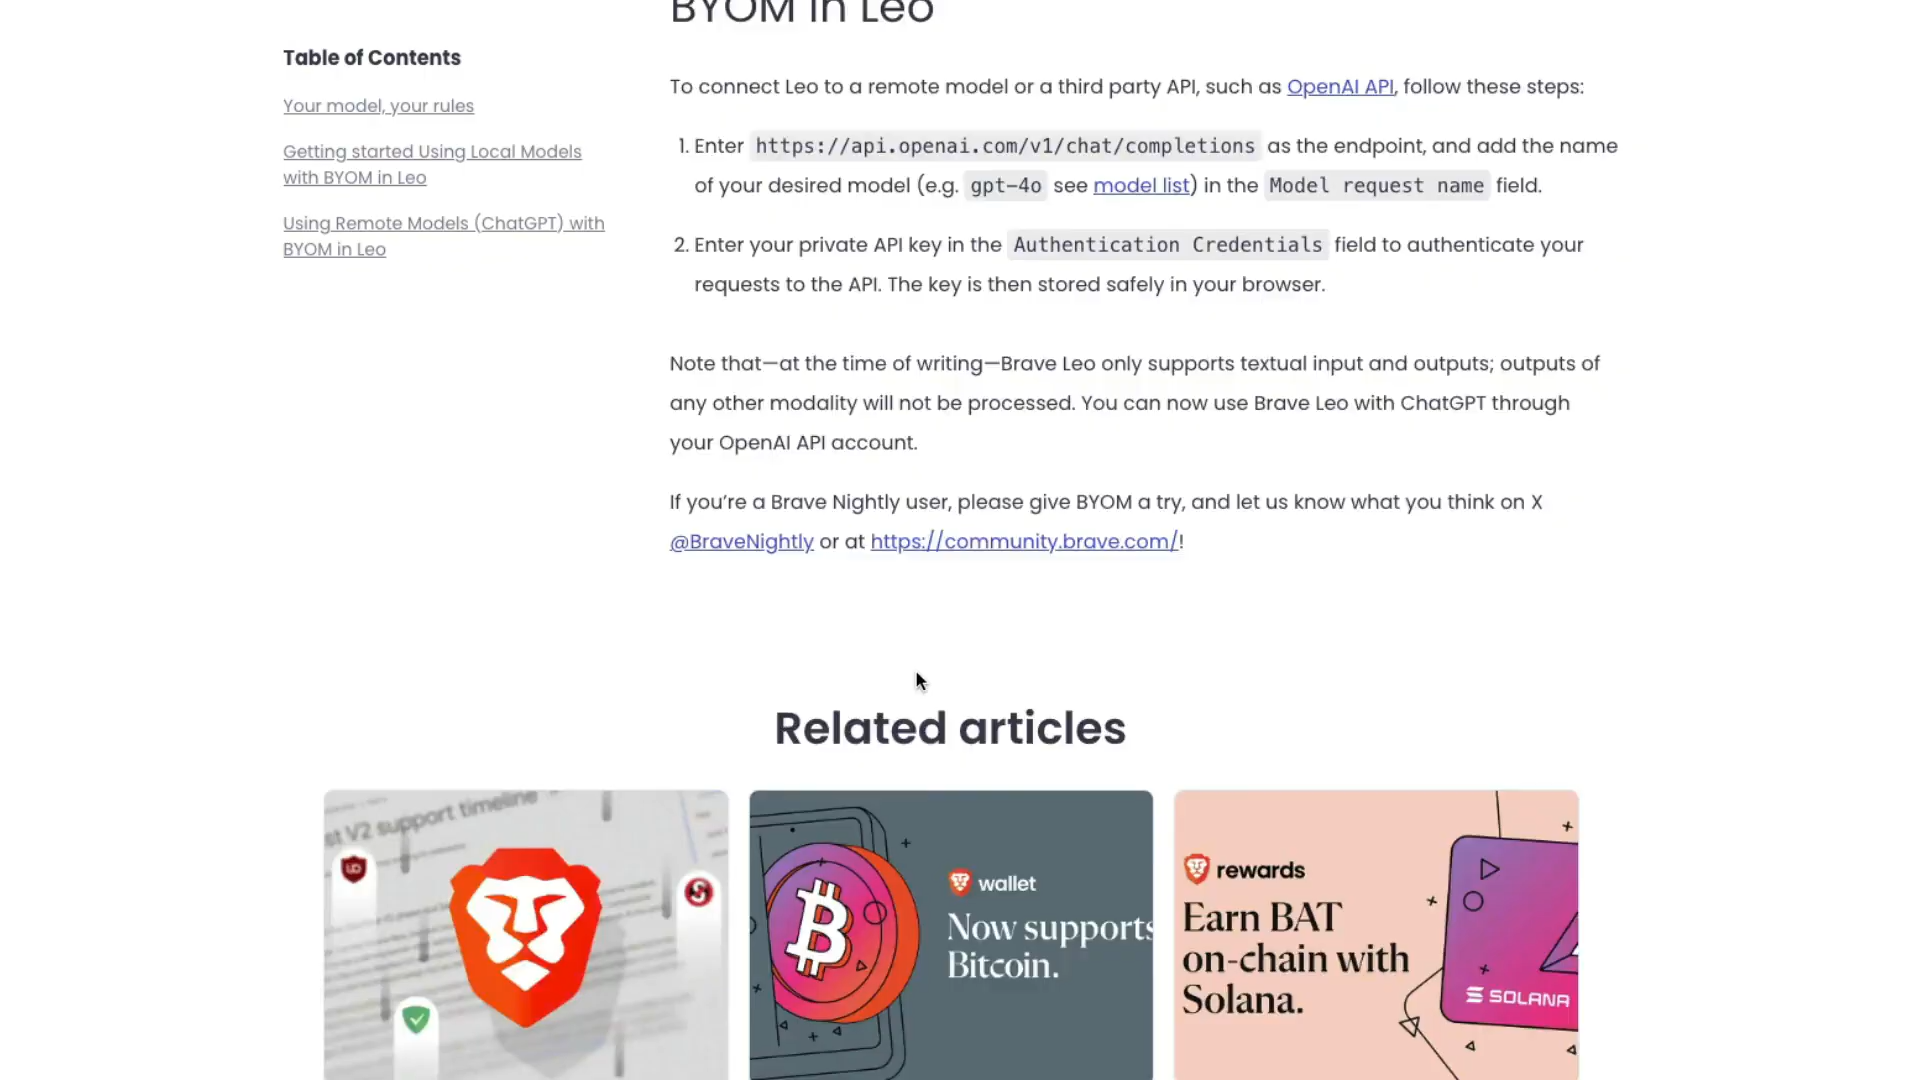 BYOM in Leo
Table of Contents
Your model, your rules
Getting started Using Local Models
with BYOM in Leo
Using Remote Models (ChatGPT) with
BYOM in Leo
To connect Leo to a remote model or a third party API, such as OpenAI API, follow these steps:
1. Enter https://api.openai.com/v1/chat/completions as the endpoint, and add the name
of your desired model (e.g. gpt-4o see model list) in the Model request name field.
2. Enter your private API key in the Authentication Credentials field to authenticate your
requests to the API. The key is then stored safely in your browser.
Note that—at the time of writing—Brave Leo only supports textual input and outputs; outputs of
any other modality will not be processed. You can now use Brave Leo with ChatGPT through
your OpenAI API account.
If you’re a Brave Nightly user, please give BYOM a try, and let us know what you think on X
@BraveNightly or at https://community.brave.com/!
Related articles
st V2 support timeline
wallet
Now supports
Bitcoin.
rewards
Earn BAT
on-chain with
Solana.
SOLANA